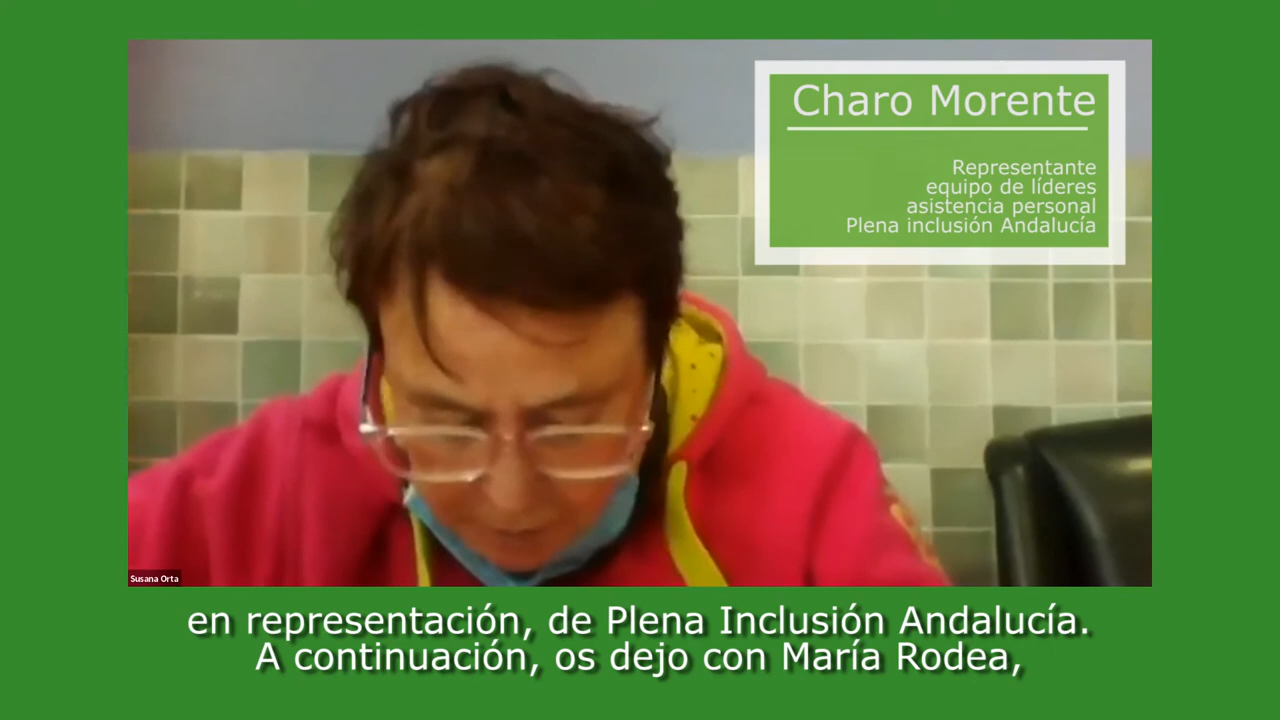 Charo Morente
Representante
equipo de líderes
asistencia personal
Plena inclusión Andalucía
Susana Orta
en representación, de Plena Inclusión Andalucía.
A continuación, os dejo con María Rodea,